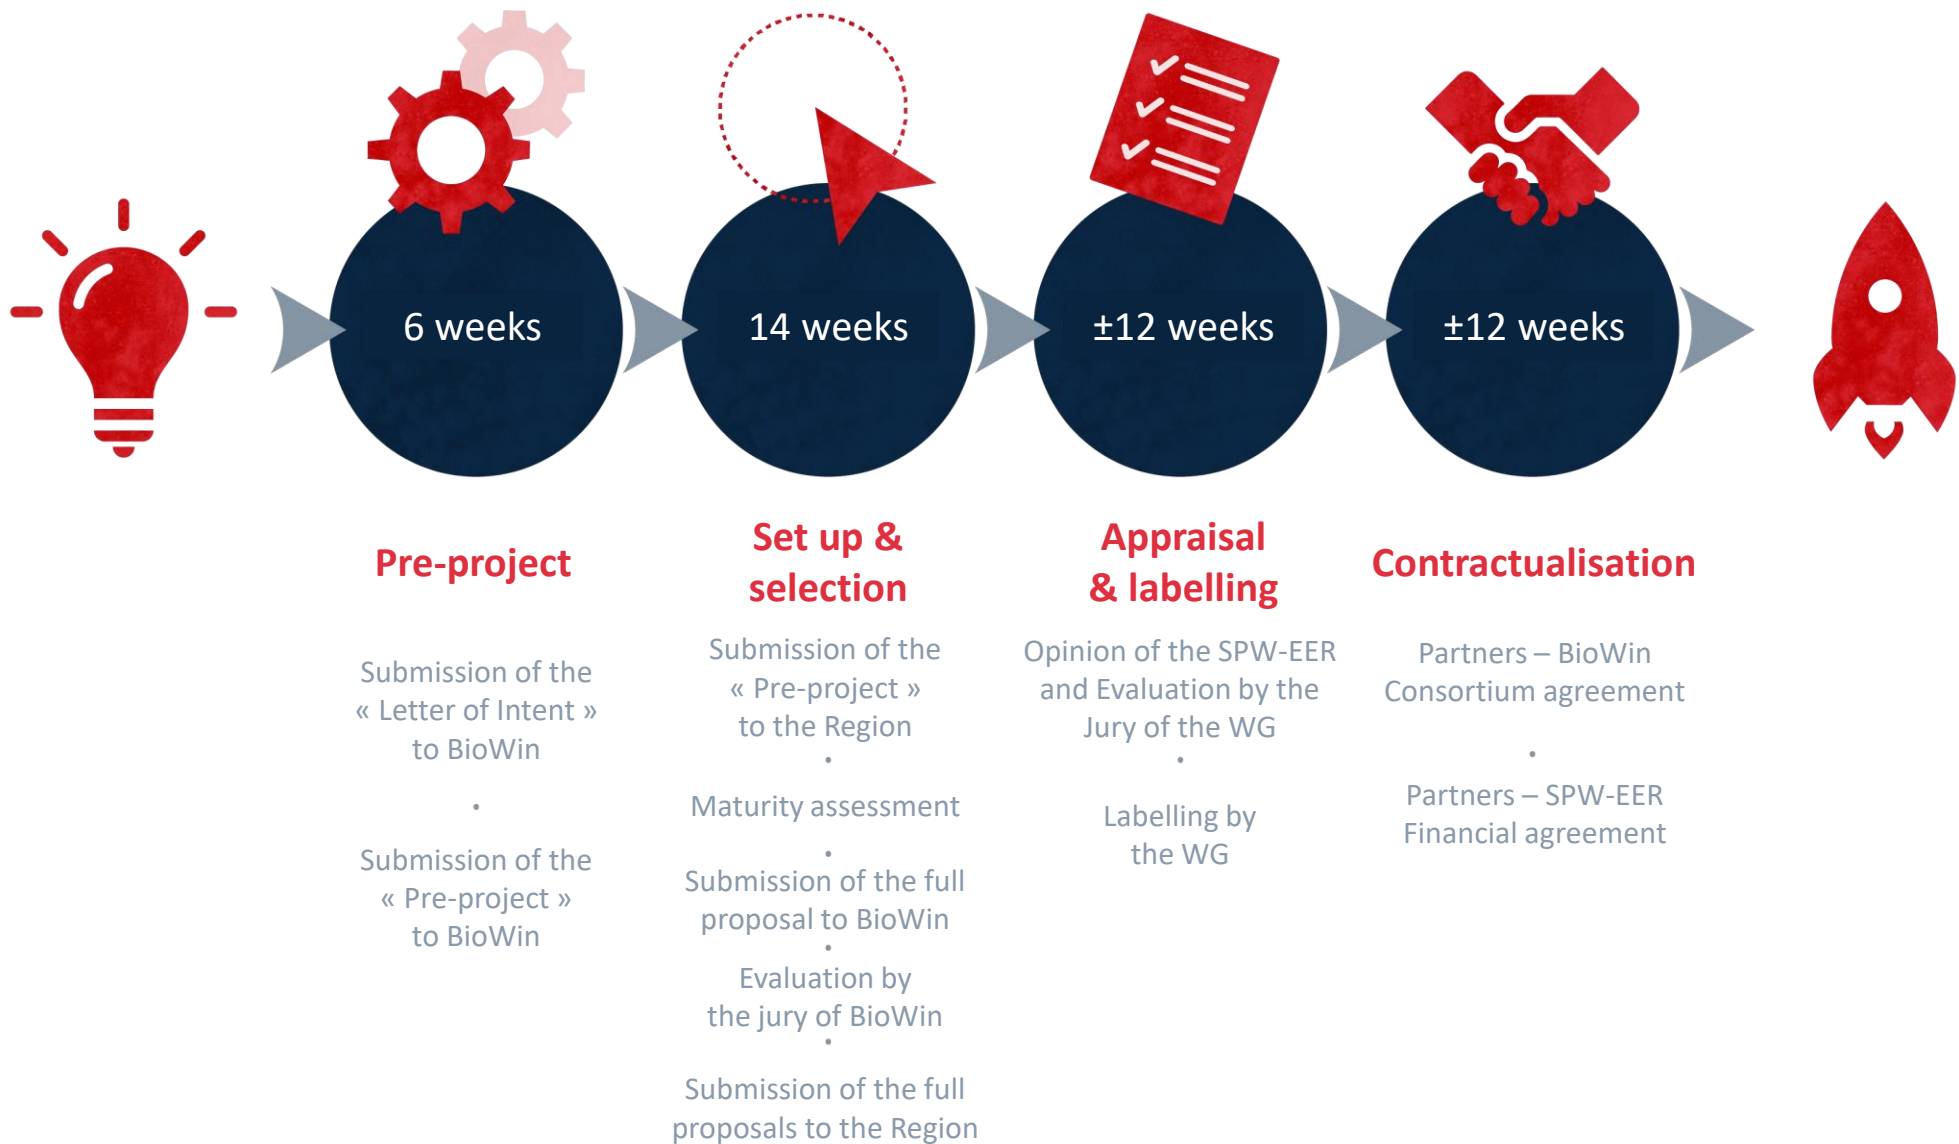 6 weeks
14 weeks
±12 weeks
±12 weeks
Pre-project
Submission of the
« Letter of Intent »
to BioWin
•
Submission of the
« Pre-project »
to BioWin
Set up &
selection
Submission of the
« Pre-project »
to the Region
•
Maturity assessment
•
Submission of the full
proposal to BioWin
•
Evaluation by
the jury of BioWin
•
Submission of the full
proposals to the Region
Appraisal
& labelling
Opinion of the SPW-EER
and Evaluation by the
Jury of the WG
•
Labelling by
the WG
Contractualisation
Partners – BioWin
Consortium agreement
•
Partners – SPW-EER
Financial agreement